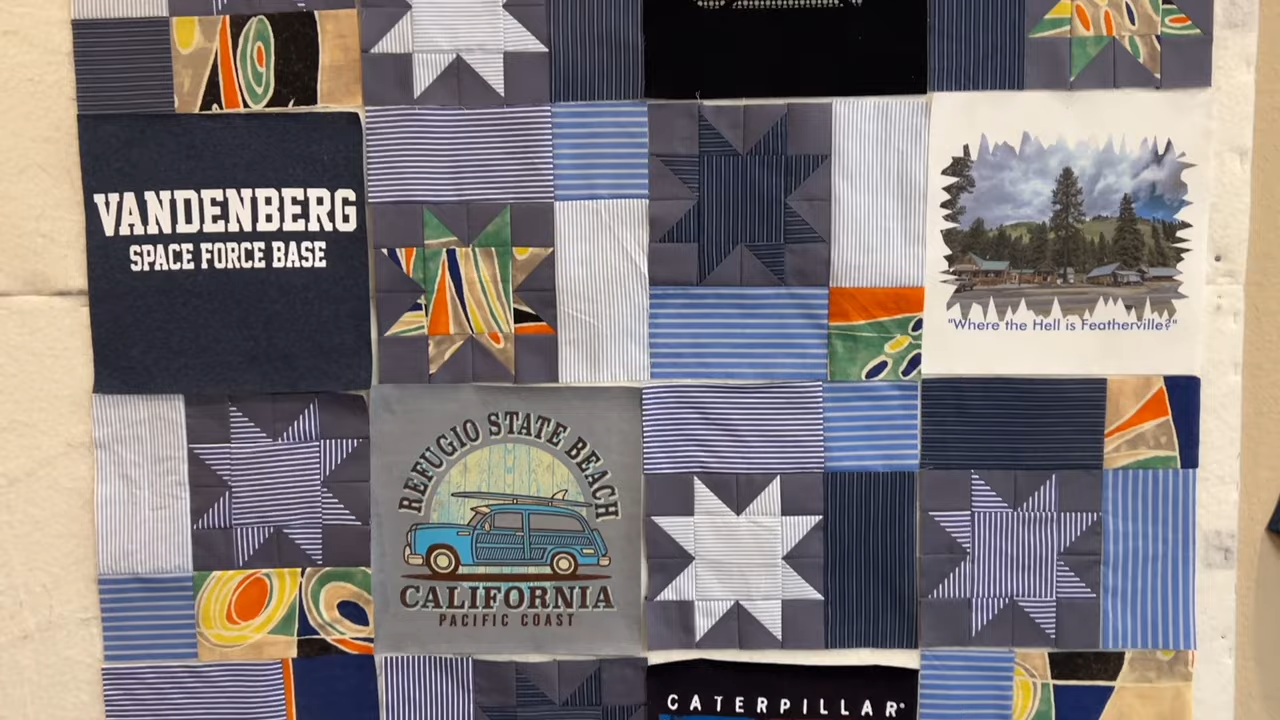 VANDENBERG
SPACE FORCE BASE
"Where the Hell is Featherville?"
REFUGIO STATE BEACH
CALIFORNIA
PACIFIC COAST
CATERPILLAR®